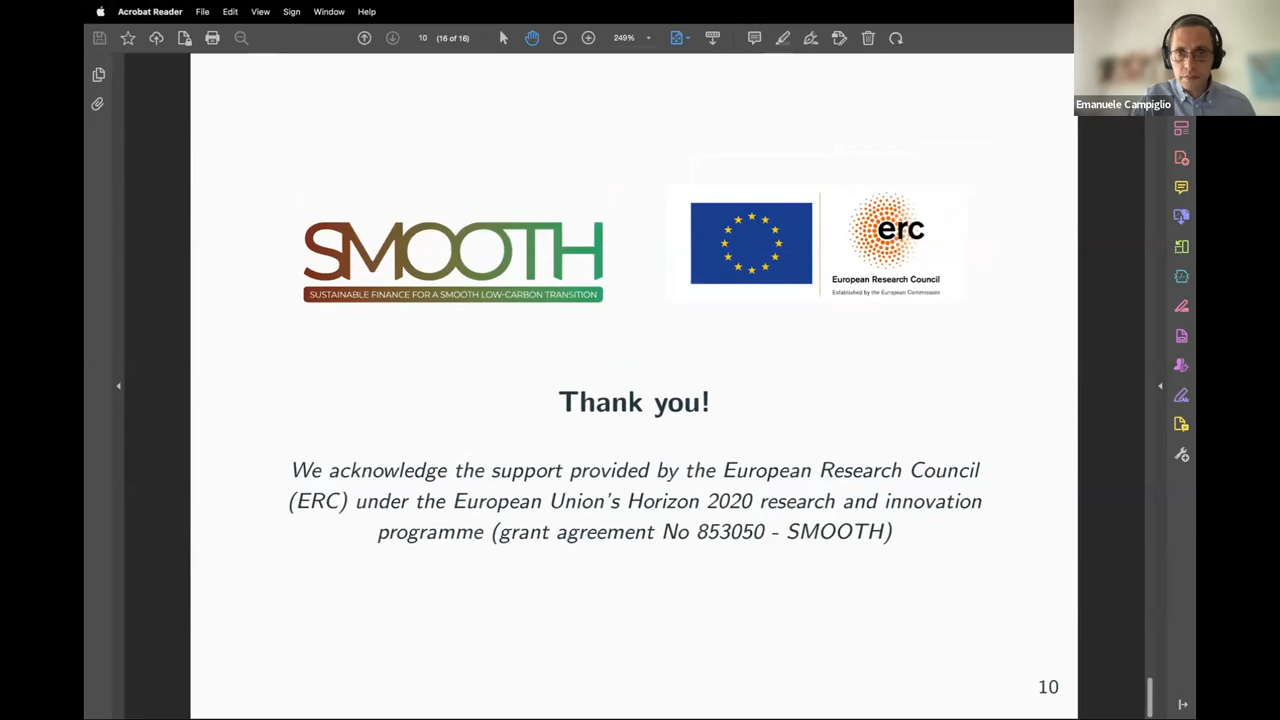 Acrobat Reader File Edit View Sign Window Help
10 (16 of 16) 249%
Emanuele Campiglio
SMOOTH
SUSTAINABLE FINANCE FOR A SMOOTH LOW-CARBON TRANSITION
erc
European Research Council
Established by the European Commission
Thank you!
We acknowledge the support provided by the European Research Council
(ERC) under the European Union's Horizon 2020 research and innovation
programme (grant agreement No 853050 - SMOOTH)
10